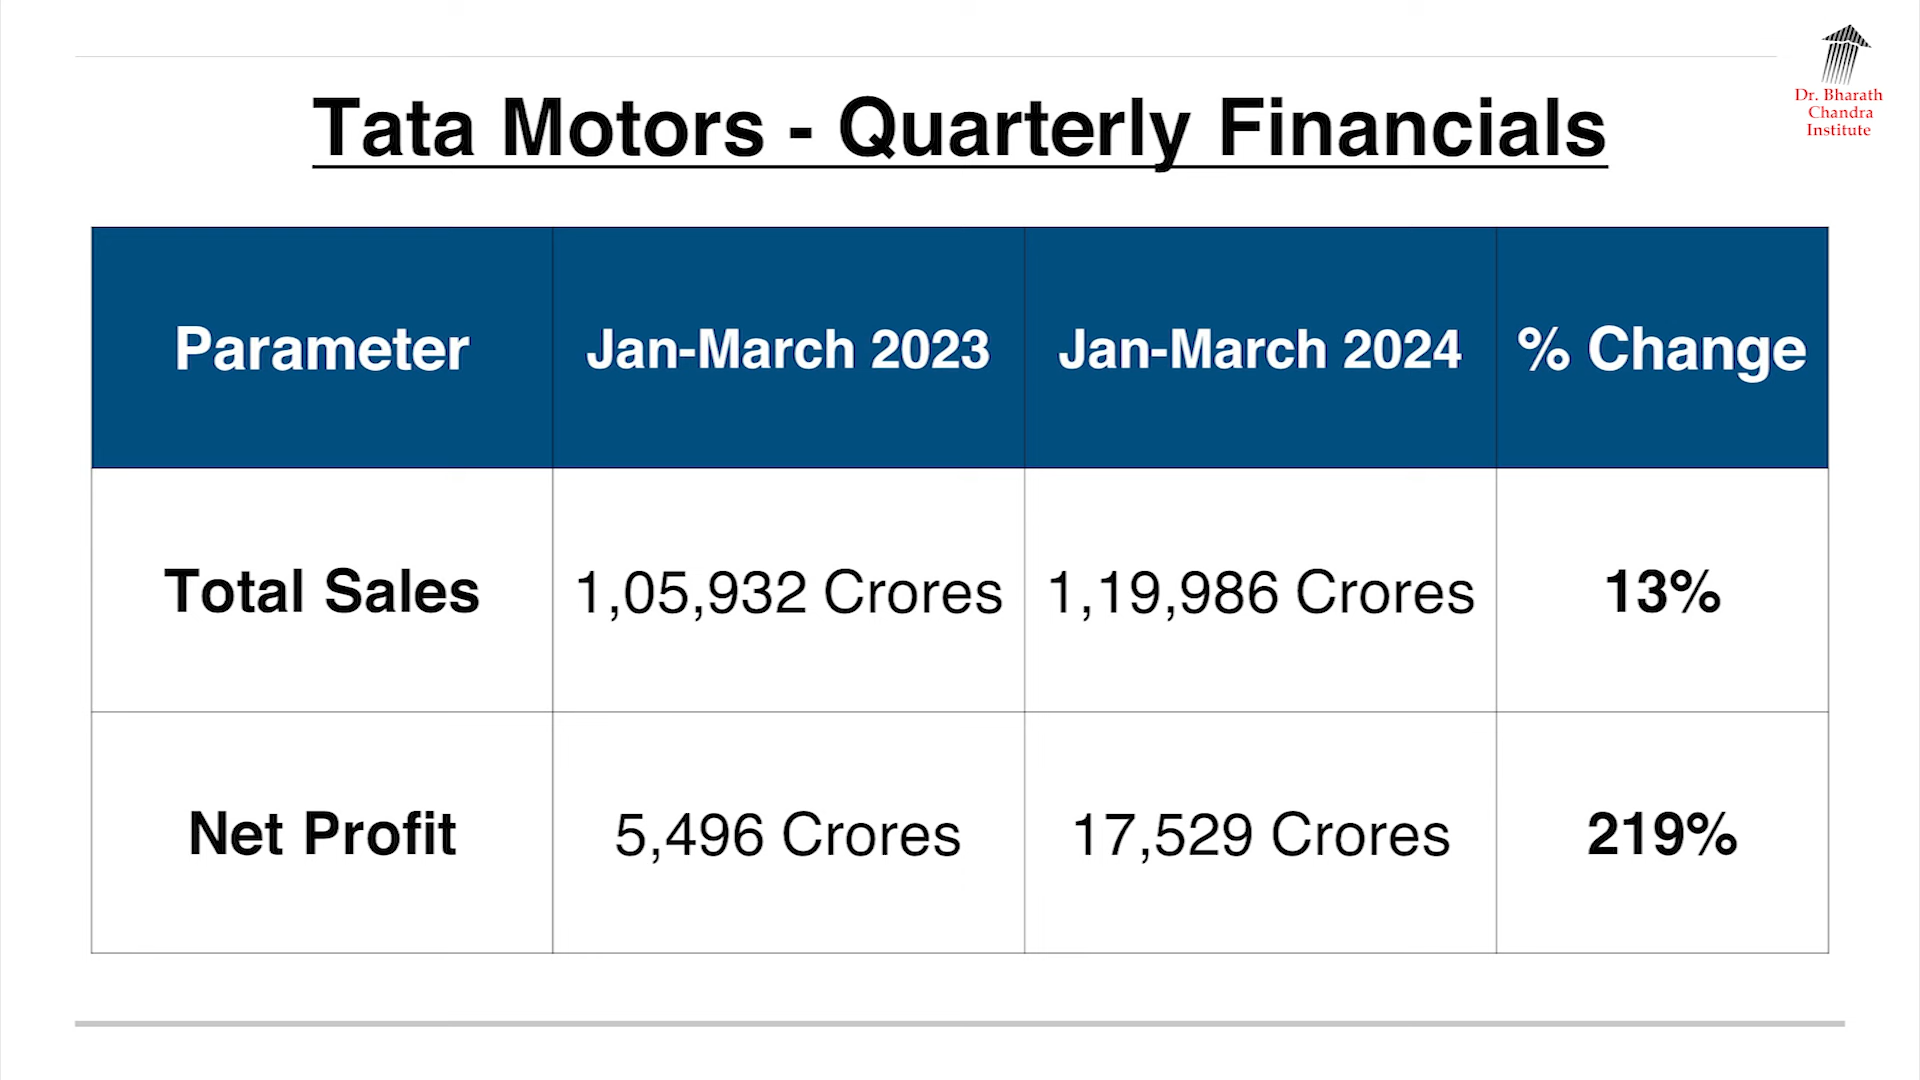 Dr. Bharath
Chandra
Institute
Tata Motors - Quarterly Financials
Parameter Jan-March 2023 Jan-March 2024 % Change
Total Sales 1,05,932 Crores 1,19,986 Crores 13%
Net Profit 5,496 Crores 17,529 Crores 219%